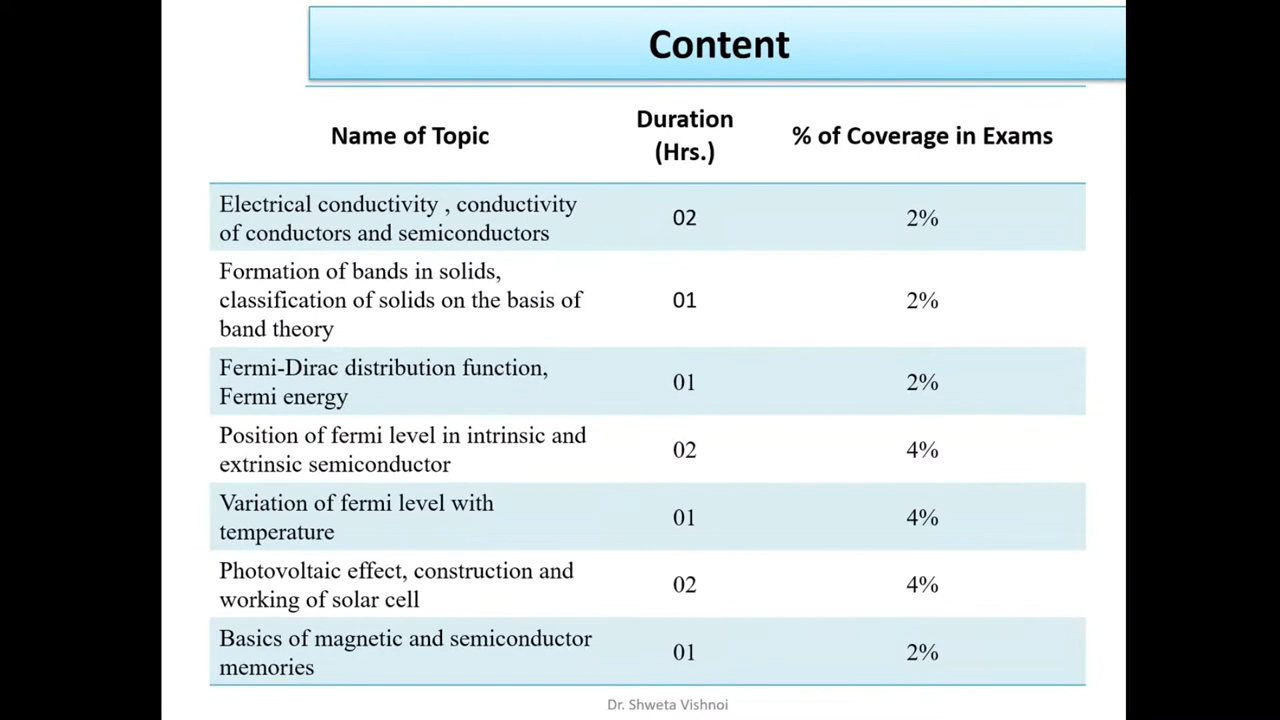 Content
Name of Topic
Duration
(Hrs.)
% of Coverage in Exams
Electrical conductivity , conductivity
of conductors and semiconductors
02
2%
Formation of bands in solids,
classification of solids on the basis of
band theory
01
2%
Fermi-Dirac distribution function,
Fermi energy
01
2%
Position of fermi level in intrinsic and
extrinsic semiconductor
02
4%
Variation of fermi level with
temperature
01
4%
Photovoltaic effect, construction and
working of solar cell
02
4%
Basics of magnetic and semiconductor
memories
01
2%
Dr. Shweta Vishnoi